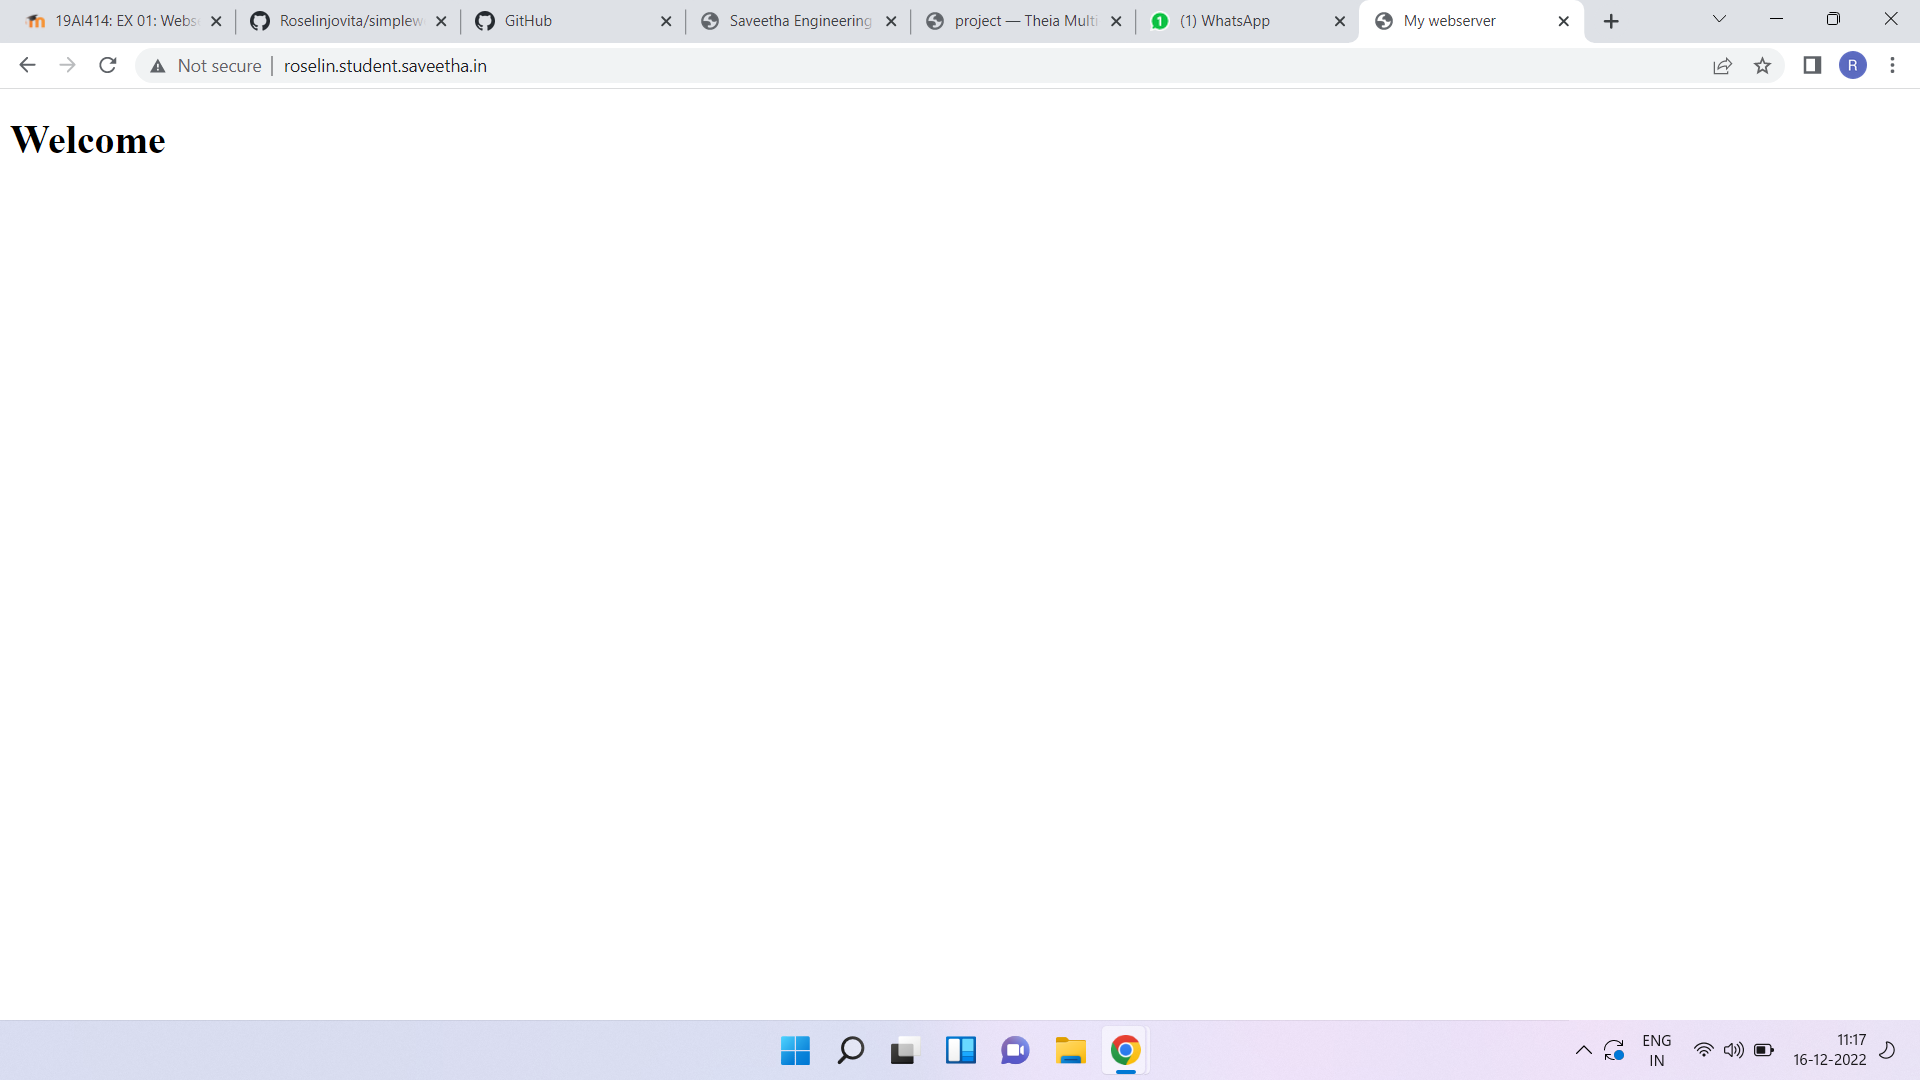 19AI414: EX 01: Webs
Roselinjovita/simplew
GitHub
Saveetha Engineering
project — Theia Multi
1
(1) WhatsApp
My webserver
Not secure
roselin.student.saveetha.in
R
Welcome
ENG
IN
11:17
16-12-2022